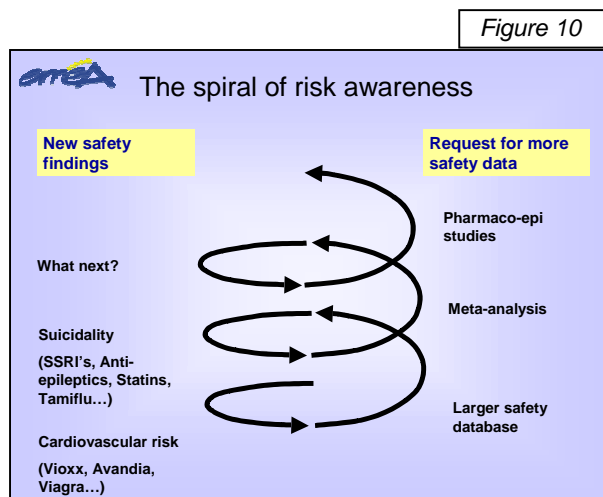 Figure 10
emea
The spiral of risk awareness
New safety
findings
Request for more
safety data
Pharmaco-epi
studies
What next?
Meta-analysis
Suicidality
(SSRI's, Anti-
epileptics, Statins,
Tamiflu…)
Larger safety
database
Cardiovascular risk
(Vioxx, Avandia,
Viagra…)